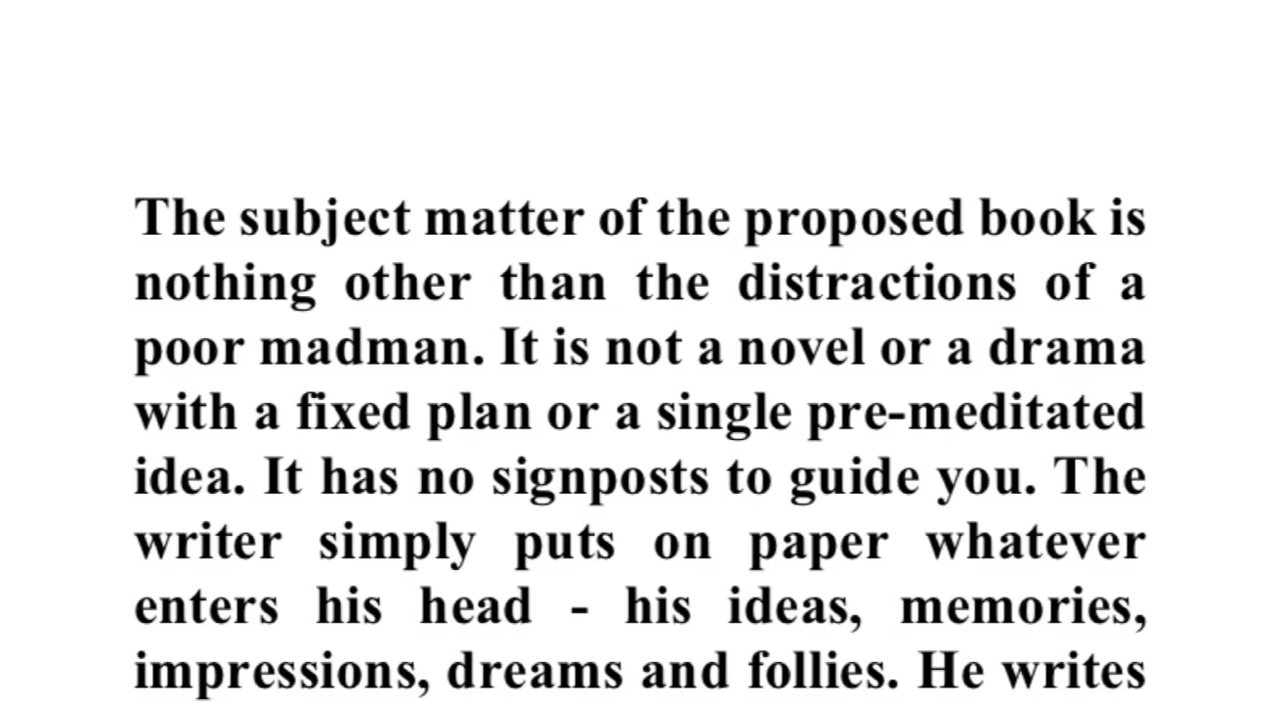 The subject matter of the proposed book is
nothing other than the distractions of a
poor madman. It is not a novel or a drama
with a fixed plan or a single pre-meditated
idea. It has no signposts to guide you. The
writer simply puts on paper whatever
enters his head - his ideas, memories,
impressions, dreams and follies. He writes